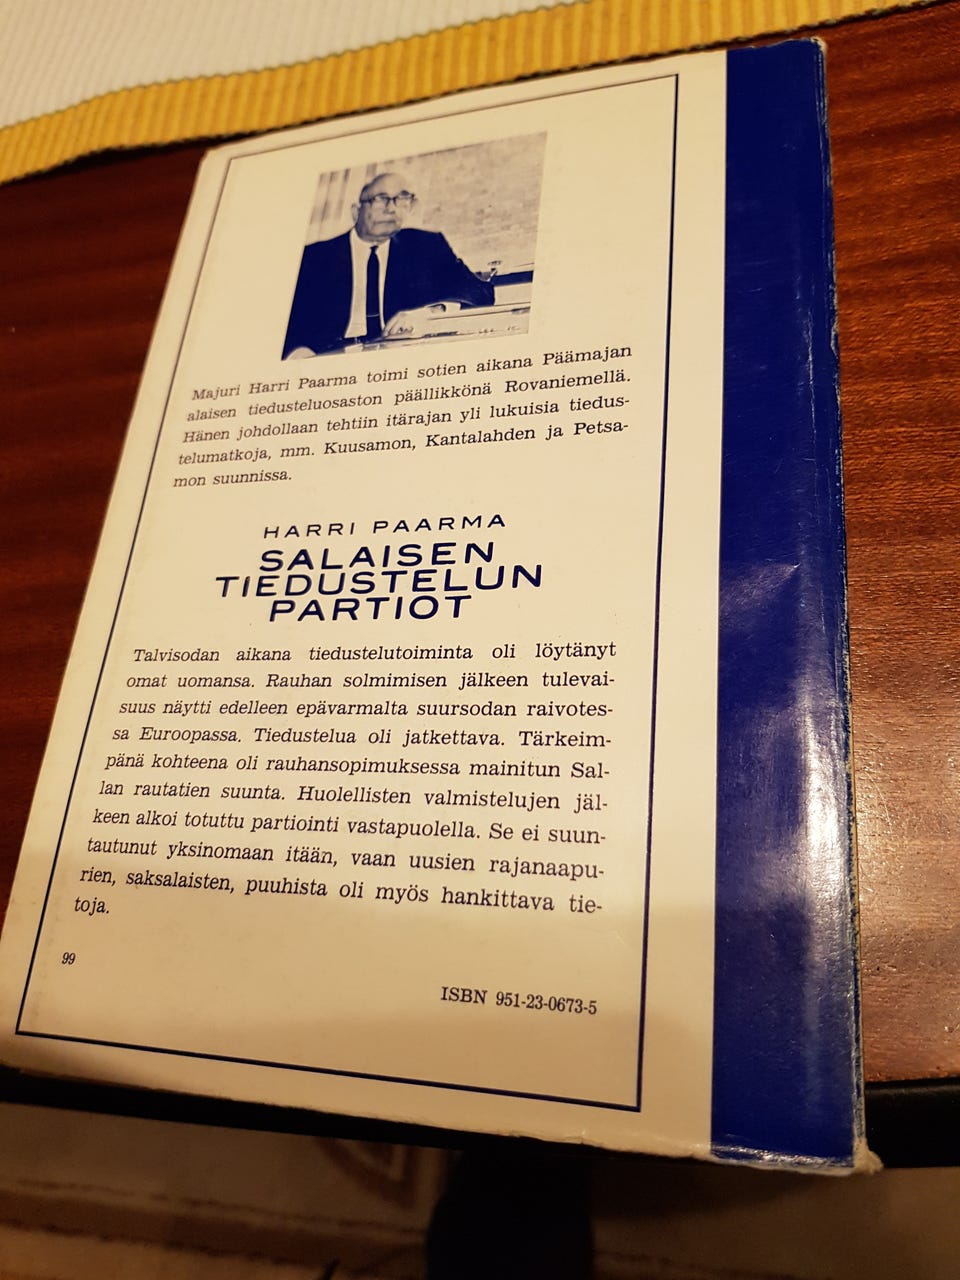 Majuri Harri Paarma toimi sotien aikana Päämajan
alaisen tiedusteluosaston päällikkönä Rovaniemellä.
Hänen johdollaan tehtiin itärajan yli lukuisia tiedus-
telumatkoja, mm. Kuusamon, Kantalahden ja Petsa-
mon suunnissa.
HARRI PAARMA
SALAISEN
TIEDUSTELUN
PARTIOT
Talvisodan aikana tiedustelutoiminta oli löytänyt
omat uomansa. Rauhan solmimisen jälkeen tulevai-
suus näytti edelleen epävarmalta suursodan raivotes-
sa Euroopassa. Tiedustelua oli jatkettava. Tärkeim-
pänä kohteena oli rauhansopimuksessa mainitun Sal-
lan rautatien suunta. Huolellisten valmistelujen jäl-
keen alkoi totuttu partiointi vastapuolella. Se ei suun-
tautunut yksinomaan itään, vaan uusien rajanaapu-
rien, saksalaisten, puuhista oli myös hankittava tie-
toja.
99
ISBN 951-23-0673-5